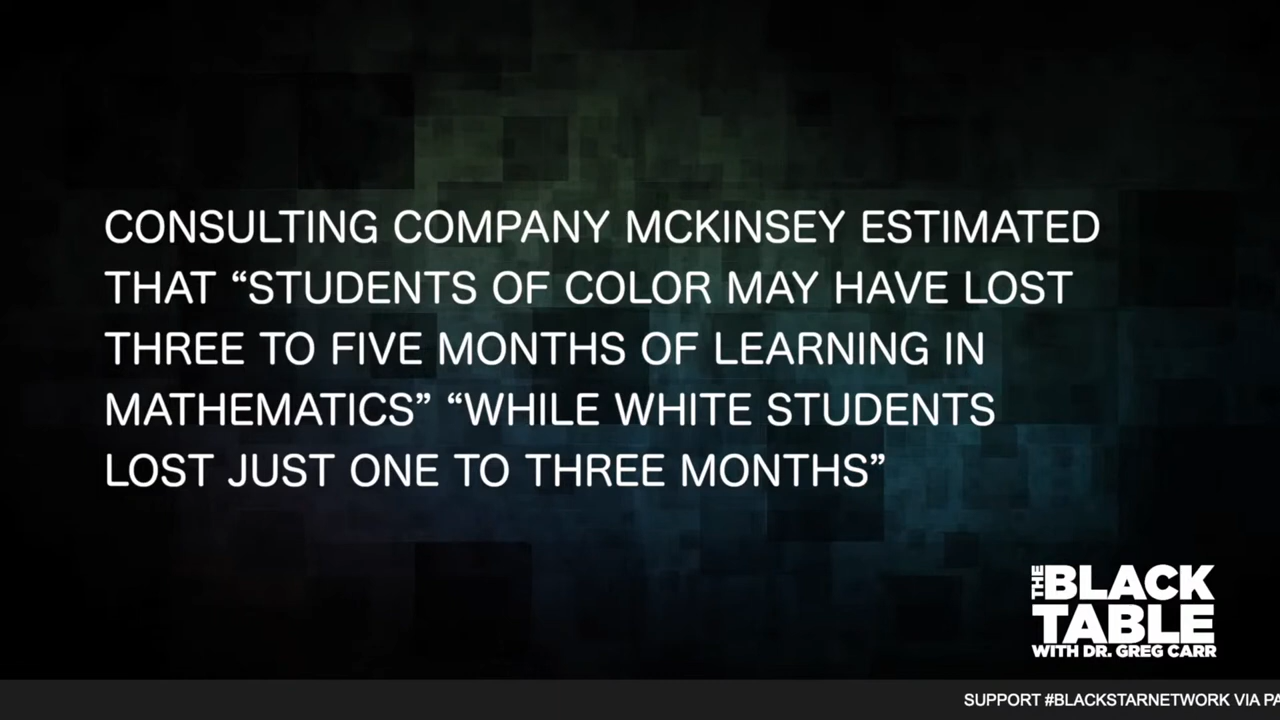 CONSULTING COMPANY MCKINSEY ESTIMATED
THAT “STUDENTS OF COLOR MAY HAVE LOST
THREE TO FIVE MONTHS OF LEARNING IN
MATHEMATICS” “WHILE WHITE STUDENTS
LOST JUST ONE TO THREE MONTHS”
THE BLACK
TABLE
WITH DR. GREG CARR
SUPPORT #BLACKSTARNETWORK VIA PA